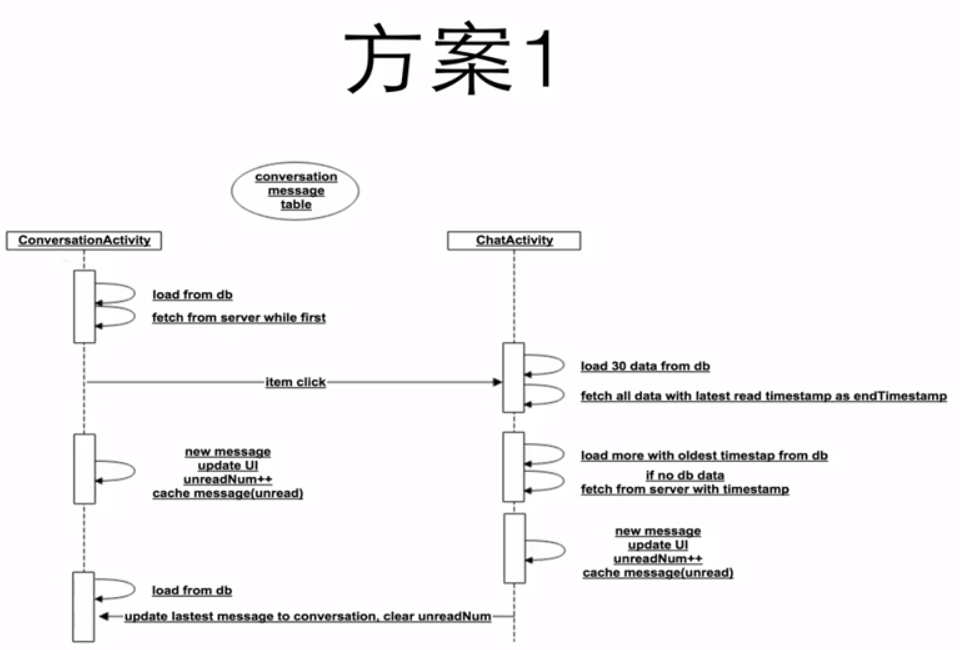 方案1
conversation
message
table
ConversationActivity
ChatActivity
load from db
fetch from server while first
item click
load 30 data from db
fetch all data with latest read timestamp as endTimestamp
new message
update UI
unreadNum++
cache message(unread)
load more with oldest timestap from db
if no db data
fetch from server with timestamp
new message
update UI
unreadNum++
cache message(unread)
load from db
update lastest message to conversation, clear unreadNum